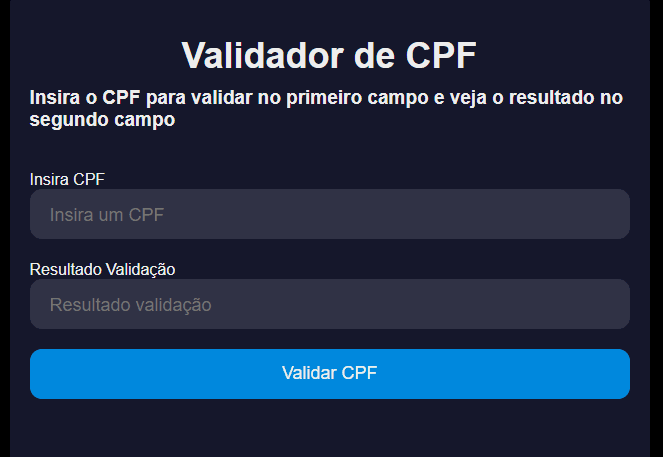 Validador de CPF
Insira o CPF para validar no primeiro campo e veja o resultado no
segundo campo
Insira CPF
Insira um CPF
Resultado Validação
Resultado validação
Validar CPF